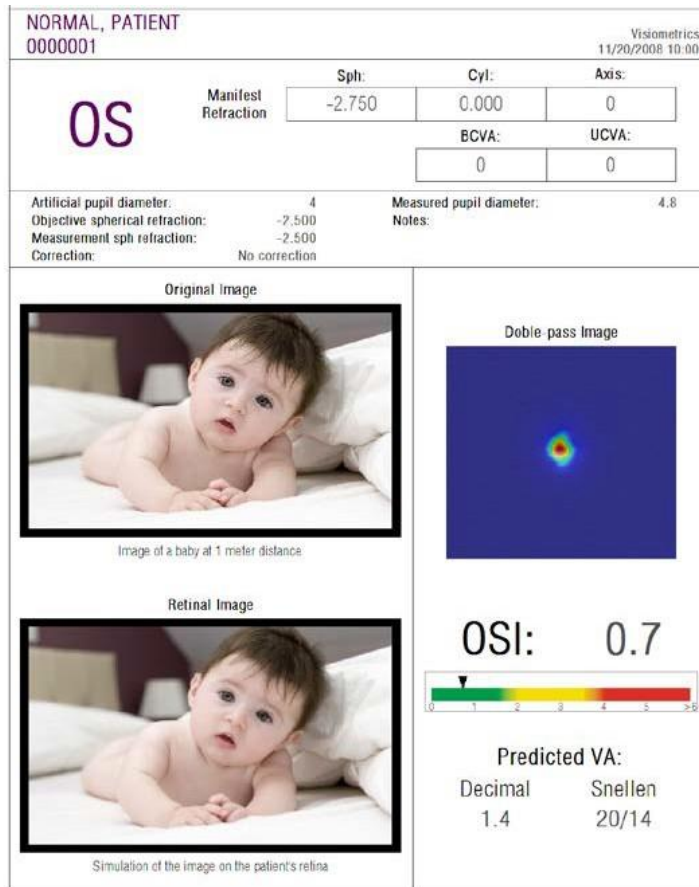 NORMAL, PATIENT
0000001
Visiometrics
11/20/2008 10:00
OS
Manifest
Refraction
Sph: Cyl: Axis:
-2.750 0.000 0
BCVA: UCVA:
0 0
Artificial pupil diameter: 4
Objective spherical refraction: -2.500
Measurement sph refraction: -2.500
Correction: No correction
Measured pupil diameter: 4.8
Notes:
Original Image
Image of a baby at 1 meter distance
Retinal Image
Simulation of the image on the patient's retina
Doble-pass Image
OSI: 0.7
0 1 2 3 4 5 >6
Predicted VA:
Decimal Snellen
1.4 20/14